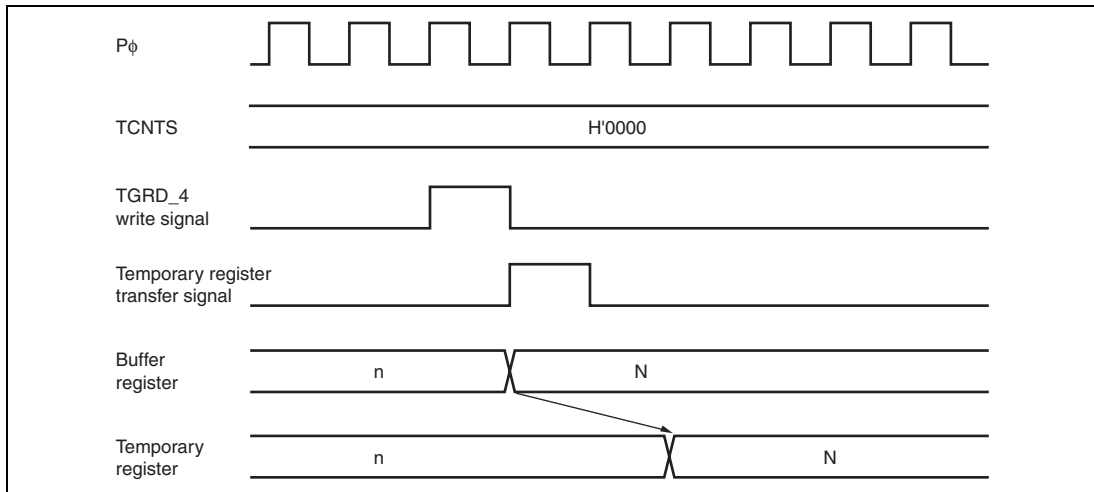 Pϕ
TCNTS
H'0000
TGRD_4
write signal
Temporary register
transfer signal
Buffer
register
n
N
Temporary
register
n
N